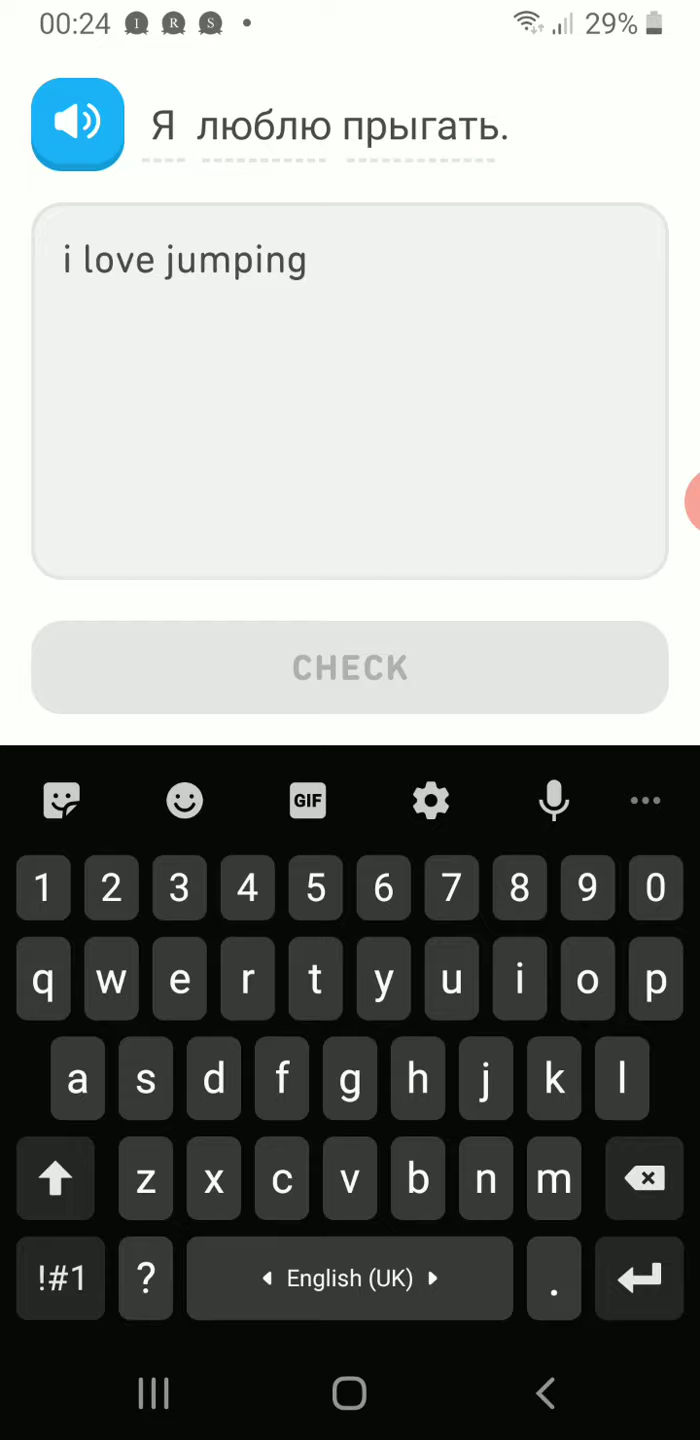 00:24 I R S 29%
Я люблю прыгать.
i love jumping
CHECK
GIF
1 2 3 4 5 6 7 8 9 0
q w e r t y u i o p
a s d f g h j k l
z x c v b n m
!#1 ? English (UK) .